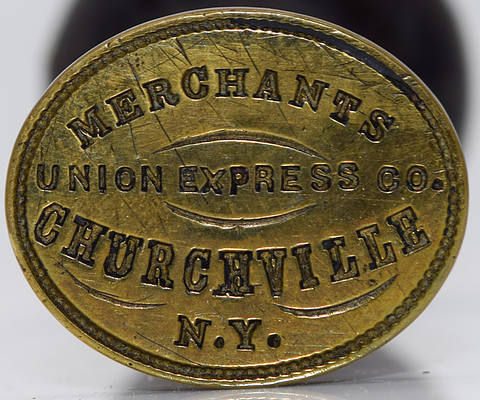 MERCHANTS
UNION EXPRESS CO.
CHURCHVILLE
N.Y.